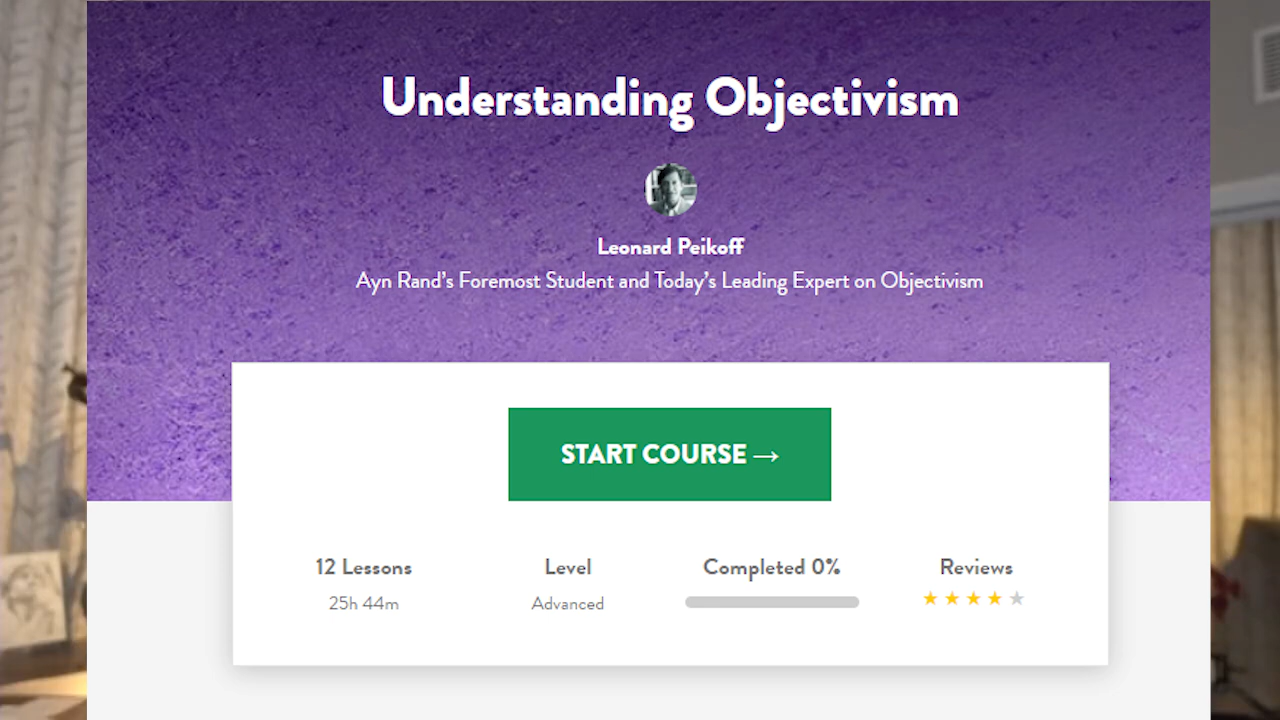 Understanding Objectivism
Leonard Peikoff
Ayn Rand’s Foremost Student and Today’s Leading Expert on Objectivism
START COURSE →
12 Lessons
25h 44m
Level
Advanced
Completed 0%
Reviews